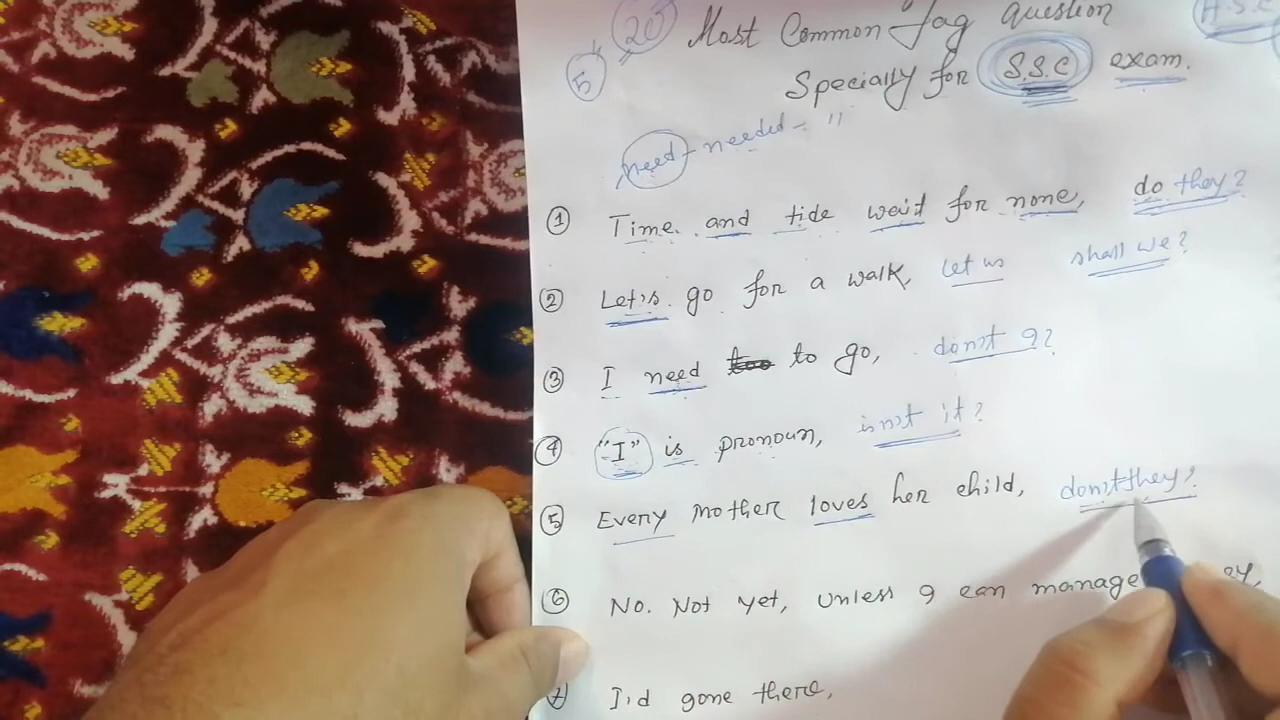 20 Most Common Tag Question H.S.C
5 Specially for S.S.C exam.
need - needed - "
① Time and tide wait for none, do they?
② Let's go for a walk, let us shall we?
③ I need to go, don't I?
④ "I" is pronoun, isn't it?
⑤ Every Mother loves her child, don't they?
⑥ No. Not yet, unless I can manage
⑦ I'd gone there,